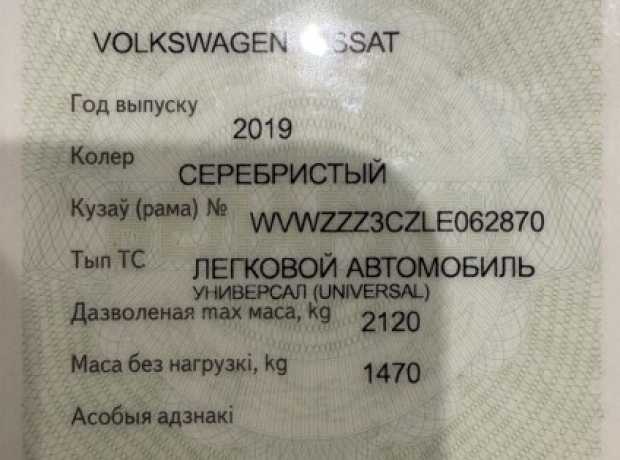 VOLKSWAGEN
Год выпуску
2019
Колер
СЕРЕБРИСТЫЙ
Кузаў (рама) № WVWZZZ3CZLE062870
Тып ТС
ЛЕГКОВОЙ АВТОМОБИЛЬ
УНИВЕРСАЛ (UNIVERSAL)
Дазволеная max маса, kg 2120
Маса без нагрузкі, kg 1470
Асобыя адзнакі